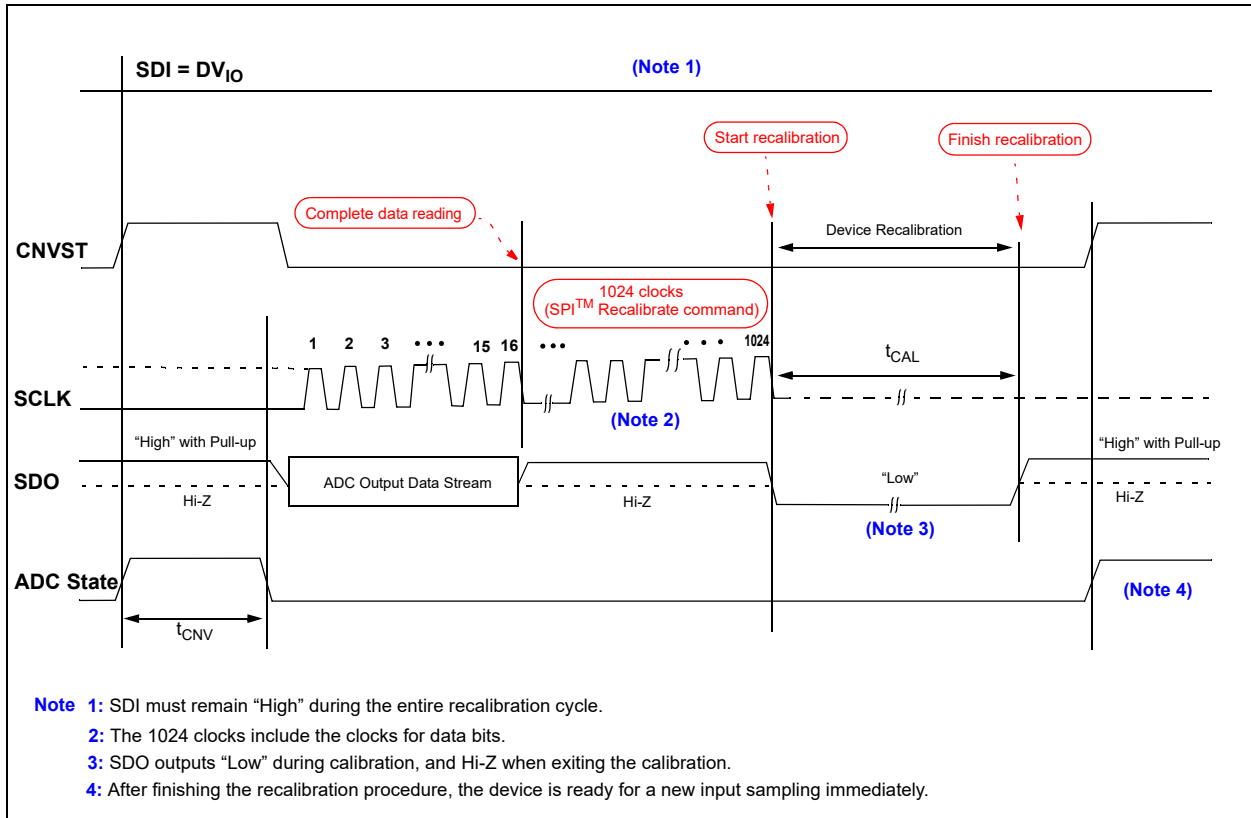 SDI = DVIO
(Note 1)
Start recalibration
Finish recalibration
Complete data reading
Device Recalibration
CNVST
1024 clocks
(SPITM Recalibrate command)
1 2 3 • • • 15 16 • • • • • • 1024
tCAL
SCLK
(Note 2)
“High” with Pull-up
“High” with Pull-up
SDO
ADC Output Data Stream
“Low”
Hi-Z
Hi-Z
Hi-Z
(Note 3)
ADC State
(Note 4)
tCNV
Note 1: SDI must remain “High” during the entire recalibration cycle.
2: The 1024 clocks include the clocks for data bits.
3: SDO outputs “Low” during calibration, and Hi-Z when exiting the calibration.
4: After finishing the recalibration procedure, the device is ready for a new input sampling immediately.